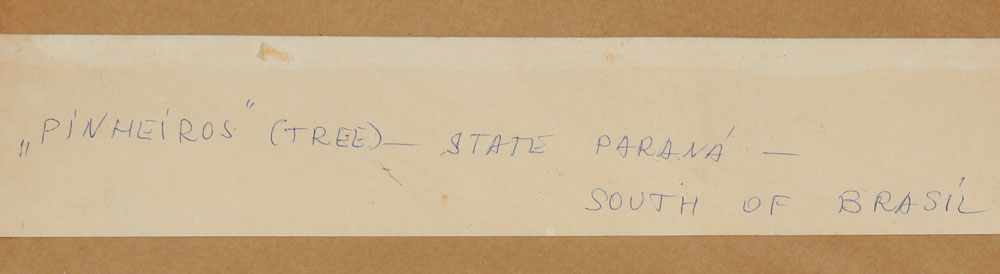 „PINHEIROS" (TREE) — STATE PARANÁ —
SOUTH OF BRASIL